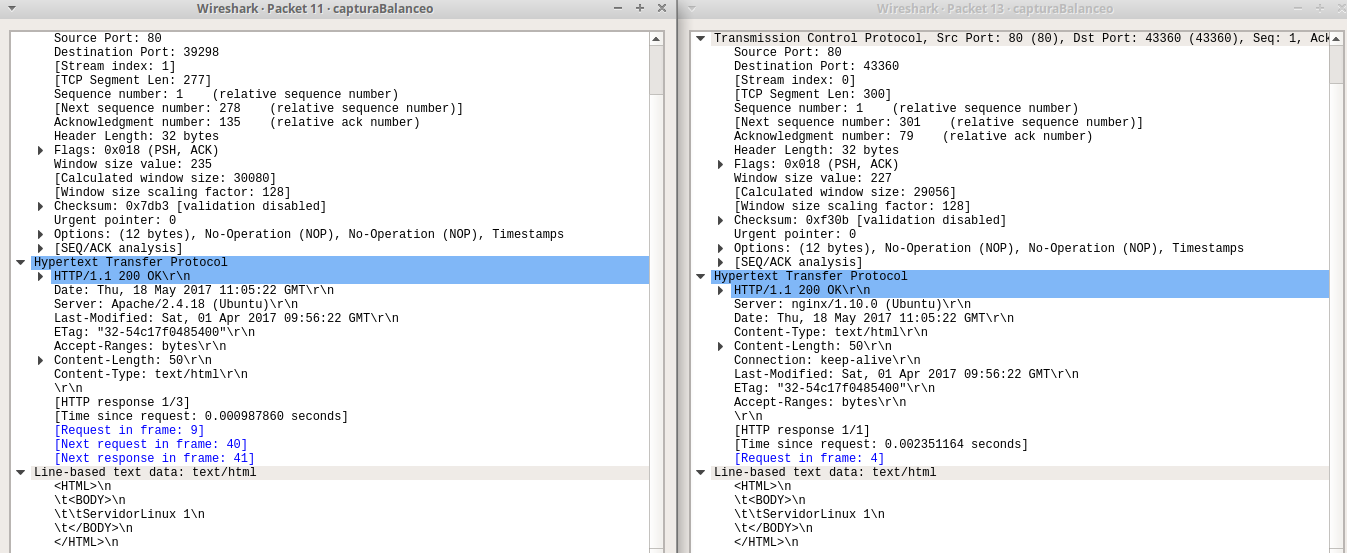 Wireshark · Packet 11 · capturaBalanceo
Source Port: 80
Destination Port: 39298
[Stream index: 1]
[TCP Segment Len: 277]
Sequence number: 1    (relative sequence number)
[Next sequence number: 278    (relative sequence number)]
Acknowledgment number: 135    (relative ack number)
Header Length: 32 bytes
Flags: 0x018 (PSH, ACK)
Window size value: 235
[Calculated window size: 30080]
[Window size scaling factor: 128]
Checksum: 0x7db3 [validation disabled]
Urgent pointer: 0
Options: (12 bytes), No-Operation (NOP), No-Operation (NOP), Timestamps
[SEQ/ACK analysis]
Hypertext Transfer Protocol
HTTP/1.1 200 OK\r\n
Date: Thu, 18 May 2017 11:05:22 GMT\r\n
Server: Apache/2.4.18 (Ubuntu)\r\n
Last-Modified: Sat, 01 Apr 2017 09:56:22 GMT\r\n
ETag: "32-54c17f0485400"\r\n
Accept-Ranges: bytes\r\n
Content-Length: 50\r\n
Content-Type: text/html\r\n
\r\n
[HTTP response 1/3]
[Time since request: 0.000987860 seconds]
[Request in frame: 9]
[Next request in frame: 40]
[Next response in frame: 41]
Line-based text data: text/html
<HTML>\n
\t<BODY>\n
\t\tServidorLinux 1\n
\t</BODY>\n
</HTML>\n
Wireshark · Packet 13 · capturaBalanceo
Transmission Control Protocol, Src Port: 80 (80), Dst Port: 43360 (43360), Seq: 1, Ack
Source Port: 80
Destination Port: 43360
[Stream index: 0]
[TCP Segment Len: 300]
Sequence number: 1    (relative sequence number)
[Next sequence number: 301    (relative sequence number)]
Acknowledgment number: 79    (relative ack number)
Header Length: 32 bytes
Flags: 0x018 (PSH, ACK)
Window size value: 227
[Calculated window size: 29056]
[Window size scaling factor: 128]
Checksum: 0xf30b [validation disabled]
Urgent pointer: 0
Options: (12 bytes), No-Operation (NOP), No-Operation (NOP), Timestamps
[SEQ/ACK analysis]
Hypertext Transfer Protocol
HTTP/1.1 200 OK\r\n
Server: nginx/1.10.0 (Ubuntu)\r\n
Date: Thu, 18 May 2017 11:05:22 GMT\r\n
Content-Type: text/html\r\n
Content-Length: 50\r\n
Connection: keep-alive\r\n
Last-Modified: Sat, 01 Apr 2017 09:56:22 GMT\r\n
ETag: "32-54c17f0485400"\r\n
Accept-Ranges: bytes\r\n
\r\n
[HTTP response 1/1]
[Time since request: 0.002351164 seconds]
[Request in frame: 4]
Line-based text data: text/html
<HTML>\n
\t<BODY>\n
\t\tServidorLinux 1\n
\t</BODY>\n
</HTML>\n